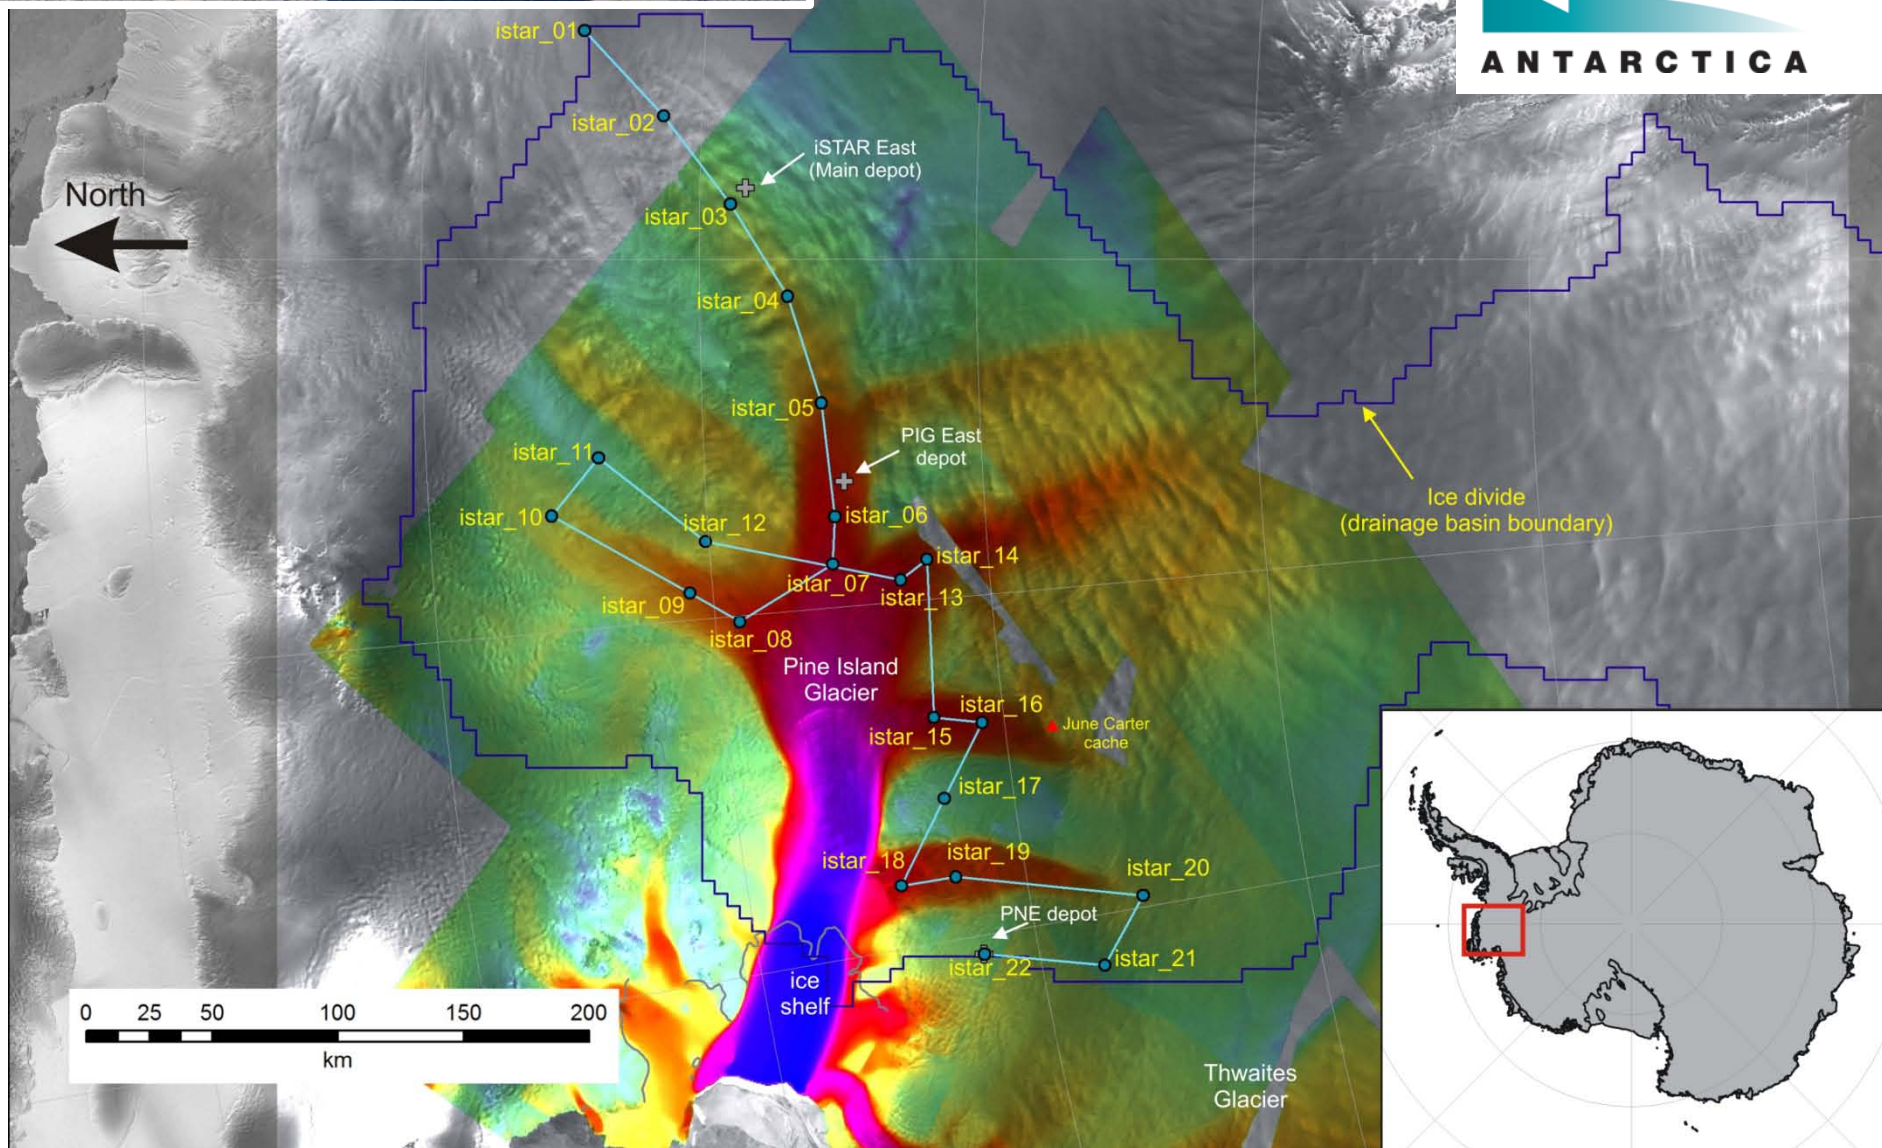 ANTARCTICA
istar_01
istar_02
iSTAR East
(Main depot)
North
istar_03
istar_04
istar_05
PIG East
depot
istar_11
istar_10
istar_12
istar_06
Ice divide
(drainage basin boundary)
istar_14
istar_07
istar_13
istar_09
istar_08
Pine Island
Glacier
istar_16
istar_15
June Carter
cache
istar_17
istar_18
istar_19
istar_20
PNE depot
istar_22
istar_21
ice
shelf
0 25 50 100 150 200
km
Thwaites
Glacier